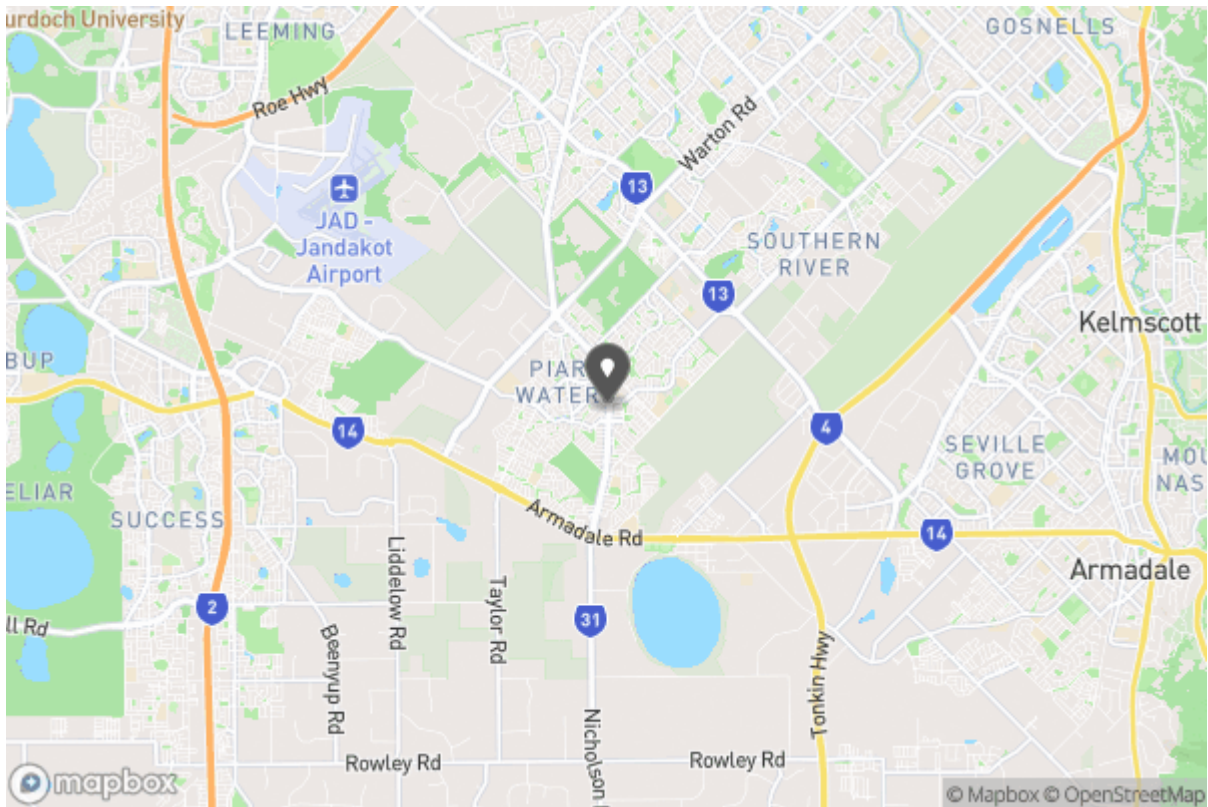 urdoch University
LEEMING
GOSNELLS
Roe Hwy
Warton Rd
13
JAD -
Jandakot
Airport
SOUTHERN
RIVER
13
Kelmscott
BUP
PIAR
WATER
14
4
SEVILLE
GROVE
MOU
NAS
ELIAR
SUCCESS
Armadale Rd
14
Armadale
Liddelow Rd
Taylor Rd
2
31
ll Rd
Beenyup Rd
Tonkin Hwy
Nicholson
Rowley Rd
Rowley Rd
mapbox
© Mapbox © OpenStreetMap